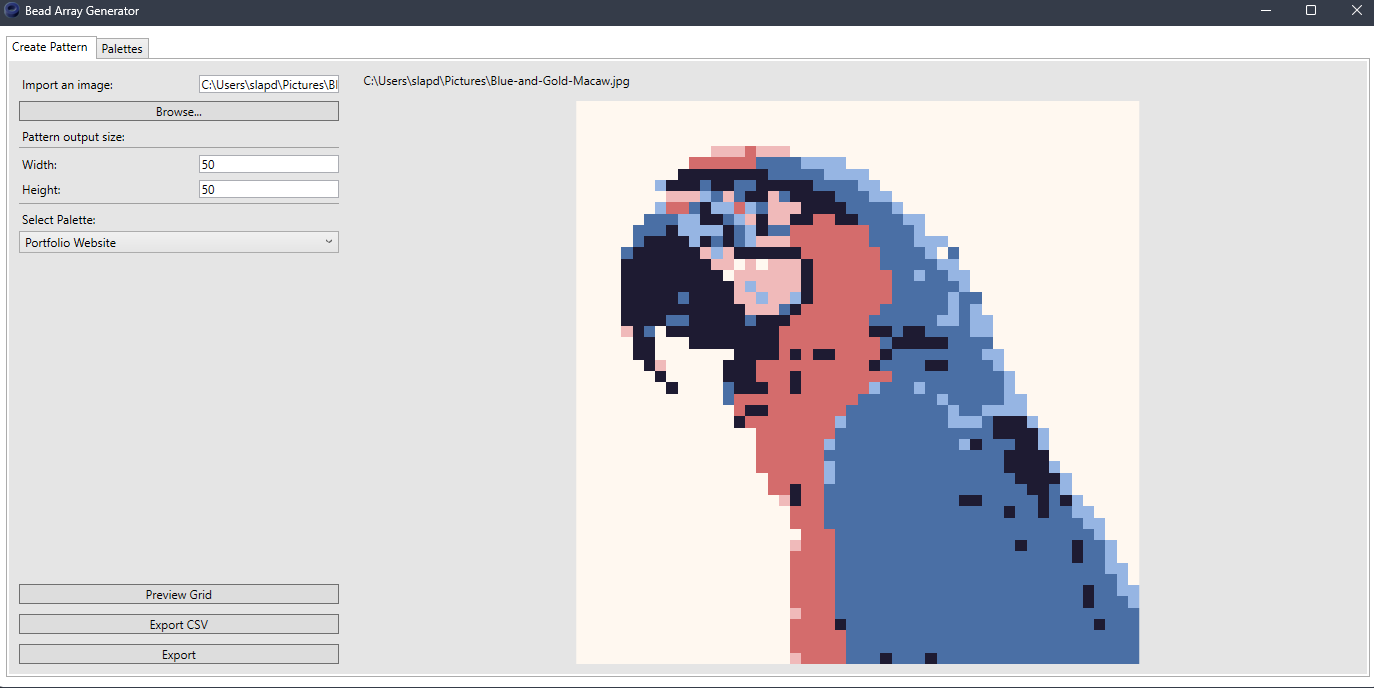 Bead Array Generator
Create Pattern
Palettes
Import an image:
C:\Users\slapd\Pictures\Bl
C:\Users\slapd\Pictures\Blue-and-Gold-Macaw.jpg
Browse...
Pattern output size:
Width:
50
Height:
50
Select Palette:
Portfolio Website
Preview Grid
Export CSV
Export